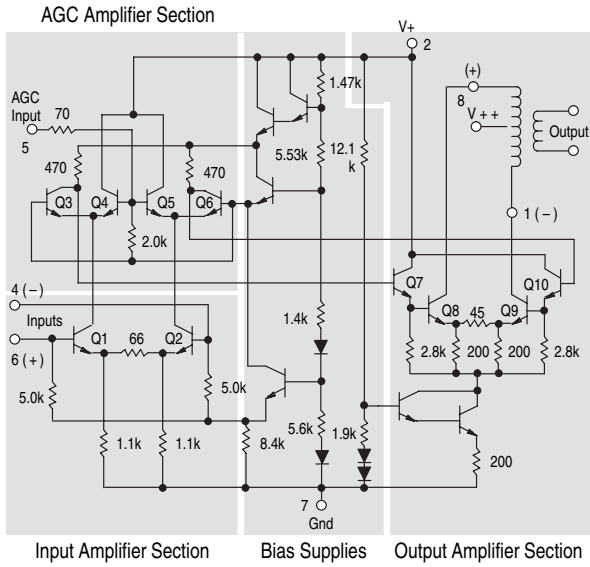 AGC Amplifier Section
V+
2
(+)
8
V + +
Output
AGC
Input
5
70
1.47k
12.1
k
5.53k
470
470
Q3
Q4
Q5
Q6
2.0k
1 ( – )
Q7
Q10
Q8
45
Q9
4 (–)
Inputs
6 (+)
Q1
66
Q2
1.4k
2.8k
200
200
2.8k
5.0k
5.0k
1.1k
1.1k
8.4k
5.6k
1.9k
200
7
Gnd
Input Amplifier Section
Bias Supplies
Output Amplifier Section